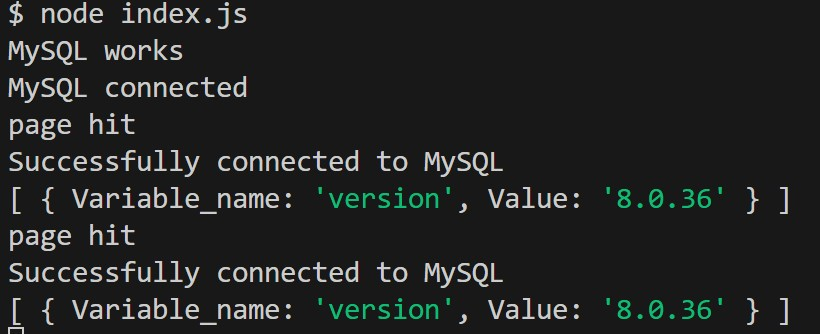 $ node index.js
MySQL works
MySQL connected
page hit
Successfully connected to MySQL
[ { Variable_name: 'version', Value: '8.0.36' } ]
page hit
Successfully connected to MySQL
[ { Variable_name: 'version', Value: '8.0.36' } ]